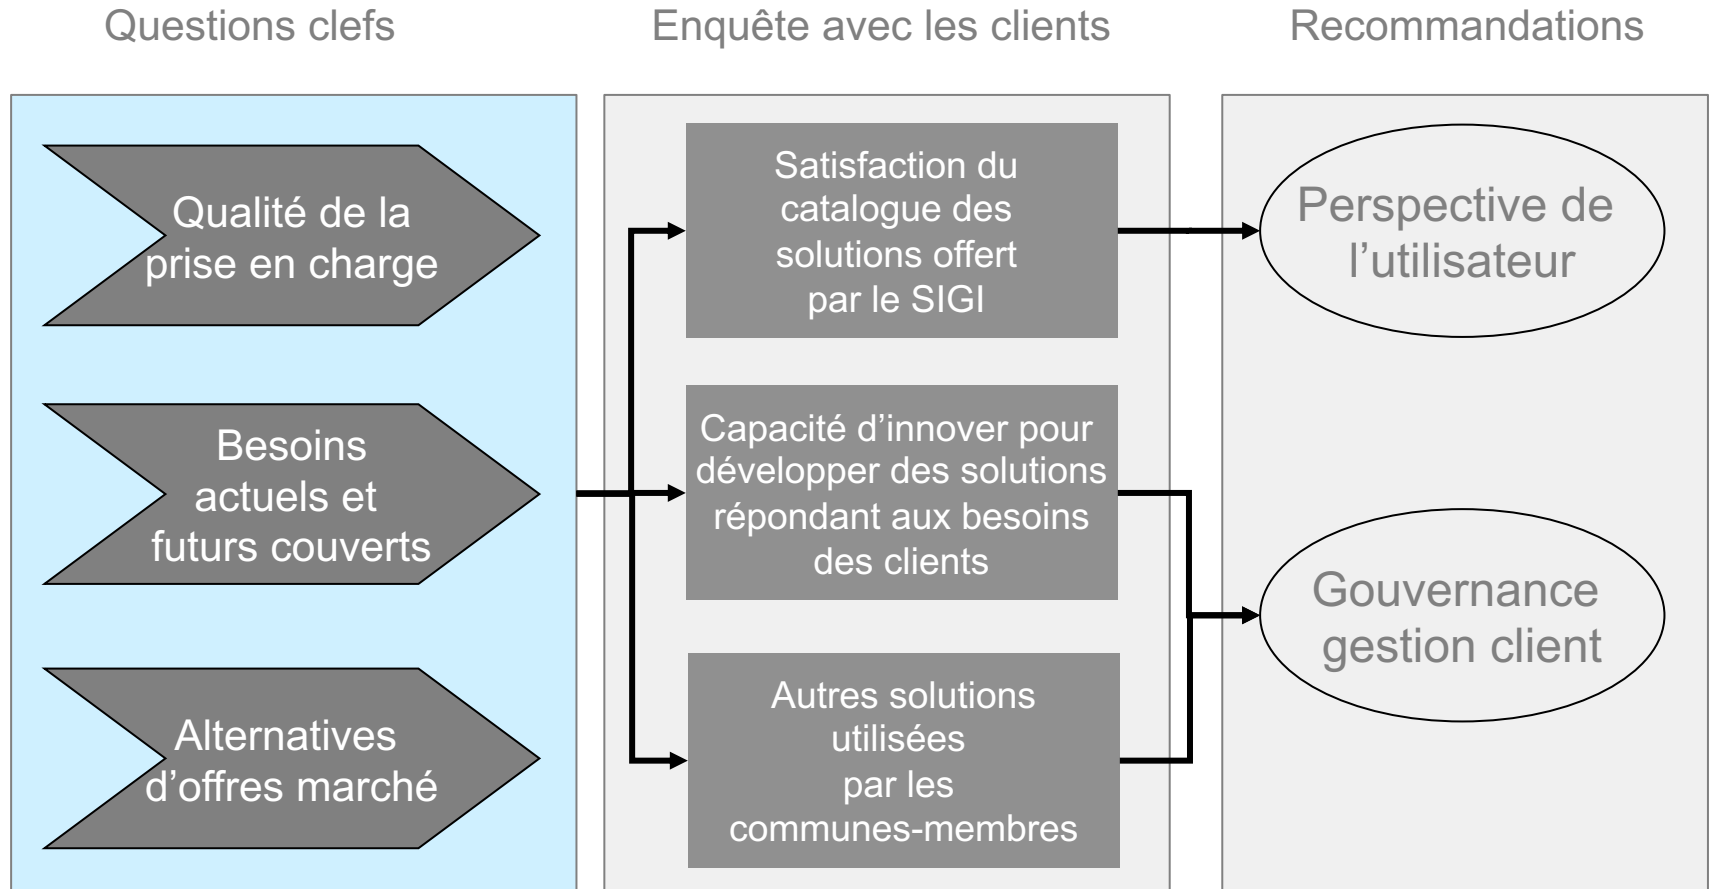 Questions clefs
Enquête avec les clients
Recommandations
Qualité de la
prise en charge
Besoins
actuels et
futurs couverts
Alternatives
d’offres marché
Satisfaction du
catalogue des
solutions offert
par le SIGI
Capacité d’innover pour
développer des solutions
répondant aux besoins
des clients
Autres solutions
utilisées
par les
communes-membres
Perspective de
l’utilisateur
Gouvernance
gestion client